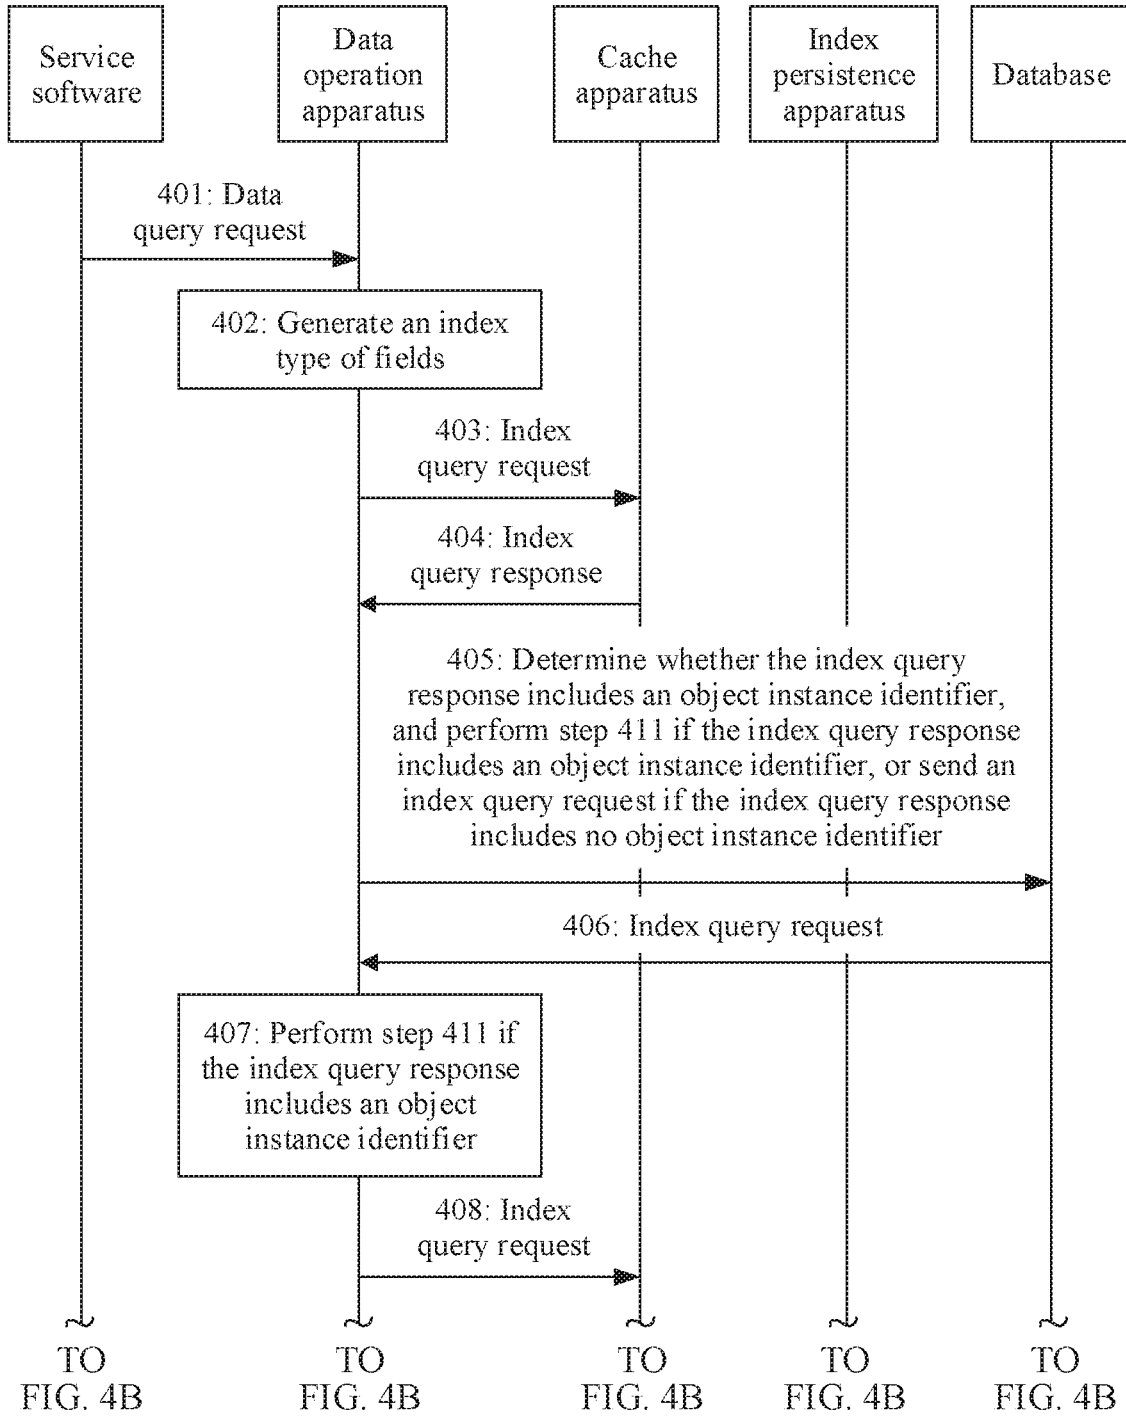 Service
software
Data
operation
apparatus
Cache
apparatus
Index
persistence
apparatus
Database
401: Data
query request
402: Generate an index
type of fields
403: Index
query request
404: Index
query response
405: Determine whether the index query
response includes an object instance identifier,
and perform step 411 if the index query response
includes an object instance identifier, or send an
index query request if the index query response
includes no object instance identifier
406: Index query request
407: Perform step 411 if
the index query response
includes an object
instance identifier
408: Index
query request
TO
FIG. 4B
TO
FIG. 4B
TO
FIG. 4B
TO
FIG. 4B
TO
FIG. 4B